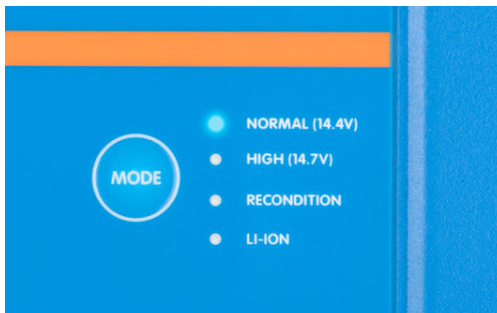 NORMAL (14.4V)
HIGH (14.7V)
MODE
RECONDITION
LI-ION